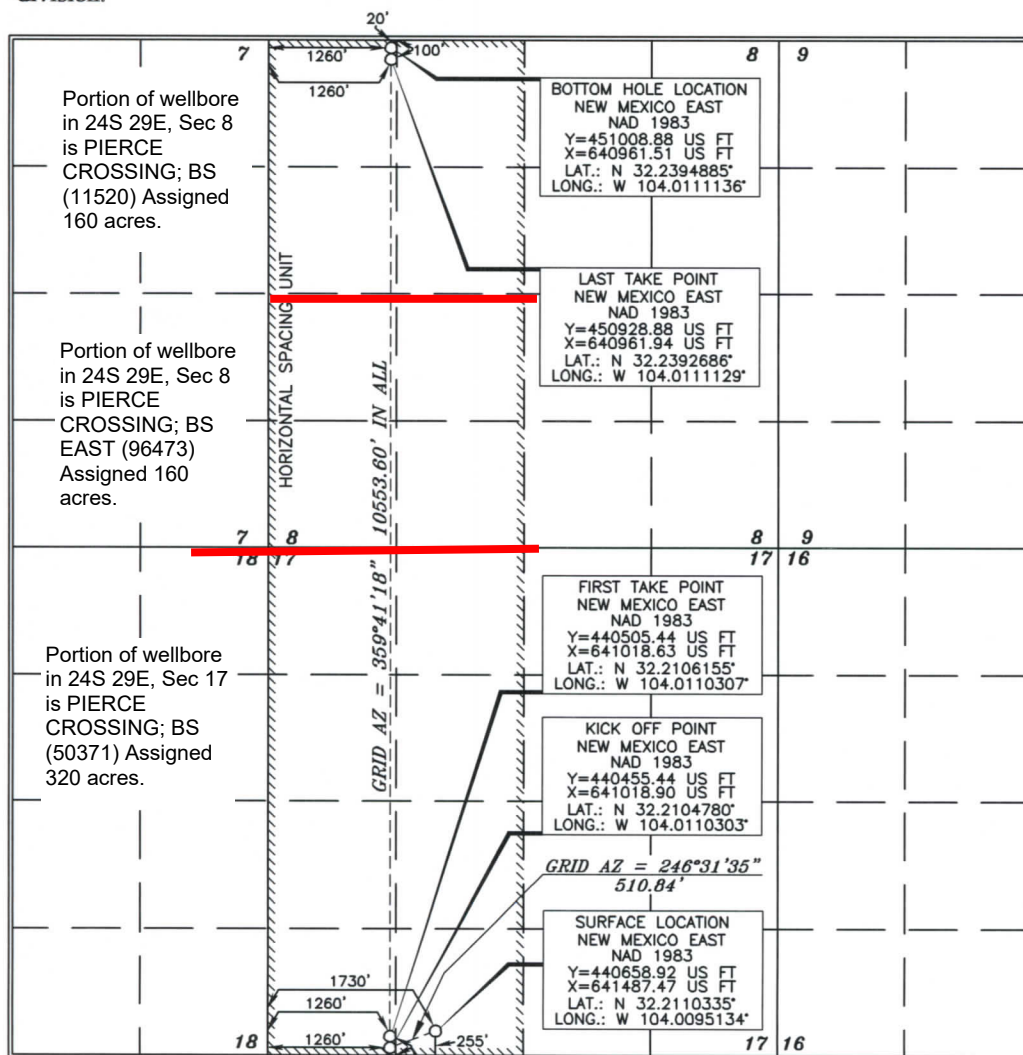 division.
20'
7
1260'
100'
8
9
1260'
Portion of wellbore
in 24S 29E, Sec 8
is PIERCE
CROSSING; BS
(11520) Assigned
160 acres.
BOTTOM HOLE LOCATION
NEW MEXICO EAST
NAD 1983
Y=451008.88 US FT
X=640961.51 US FT
LAT.: N 32.2394885°
LONG.: W 104.0111136°
HORIZONTAL SPACING UNIT
LAST TAKE POINT
NEW MEXICO EAST
NAD 1983
Y=450928.88 US FT
X=640961.94 US FT
LAT.: N 32.2392686°
LONG.: W 104.0111129°
Portion of wellbore
in 24S 29E, Sec 8
is PIERCE
CROSSING; BS
EAST (96473)
Assigned 160
acres.
GRID AZ = 359°41'18" 10553.60' IN ALL
7
8
8
9
18
17
17
16
FIRST TAKE POINT
NEW MEXICO EAST
NAD 1983
Y=440505.44 US FT
X=641018.63 US FT
LAT.: N 32.2106155°
LONG.: W 104.0110307°
Portion of wellbore
in 24S 29E, Sec 17
is PIERCE
CROSSING; BS
(50371) Assigned
320 acres.
KICK OFF POINT
NEW MEXICO EAST
NAD 1983
Y=440455.44 US FT
X=641018.90 US FT
LAT.: N 32.2104780°
LONG.: W 104.0110303°
GRID AZ = 246°31'35"
510.84'
SURFACE LOCATION
NEW MEXICO EAST
NAD 1983
Y=440658.92 US FT
X=641487.47 US FT
LAT.: N 32.2110335°
LONG.: W 104.0095134°
1730'
1260'
18
1260'
255'
17
16